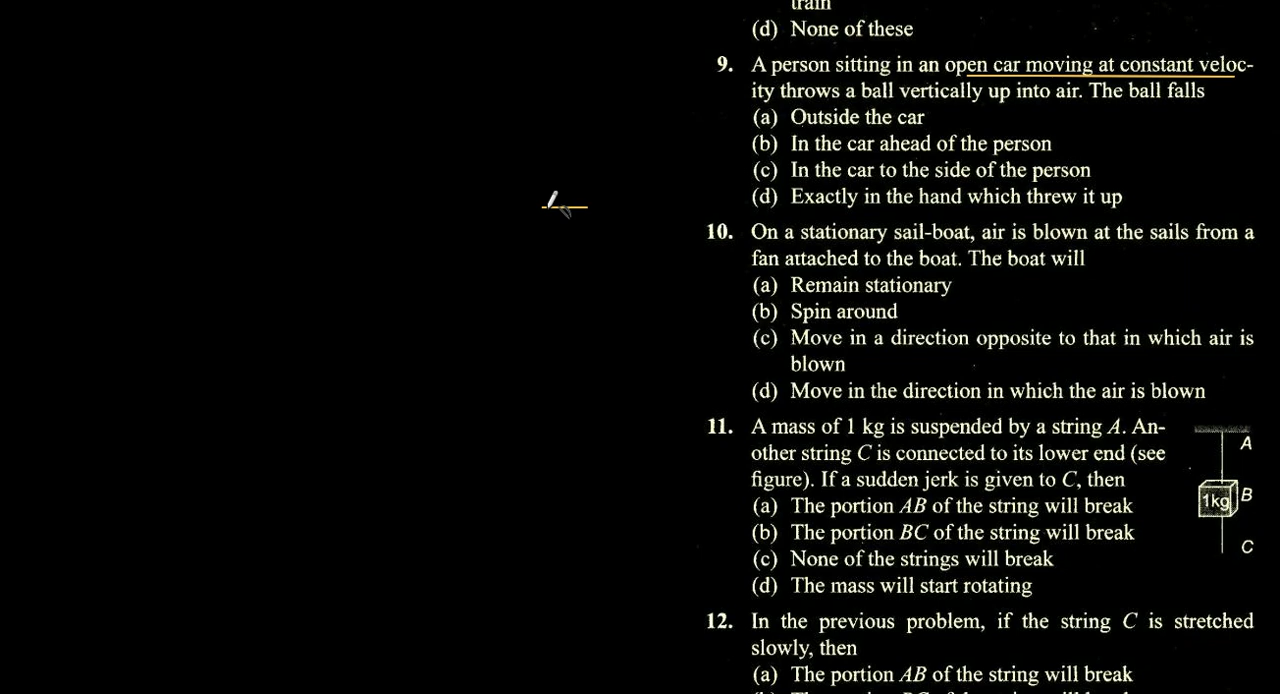 train
(d) None of these
9. A person sitting in an open car moving at constant veloc-
ity throws a ball vertically up into air. The ball falls
(a) Outside the car
(b) In the car ahead of the person
(c) In the car to the side of the person
(d) Exactly in the hand which threw it up
10. On a stationary sail-boat, air is blown at the sails from a
fan attached to the boat. The boat will
(a) Remain stationary
(b) Spin around
(c) Move in a direction opposite to that in which air is
blown
(d) Move in the direction in which the air is blown
11. A mass of 1 kg is suspended by a string A. An-
other string C is connected to its lower end (see
figure). If a sudden jerk is given to C, then
(a) The portion AB of the string will break
(b) The portion BC of the string will break
(c) None of the strings will break
(d) The mass will start rotating
A
1kg B
C
12. In the previous problem, if the string C is stretched
slowly, then
(a) The portion AB of the string will break